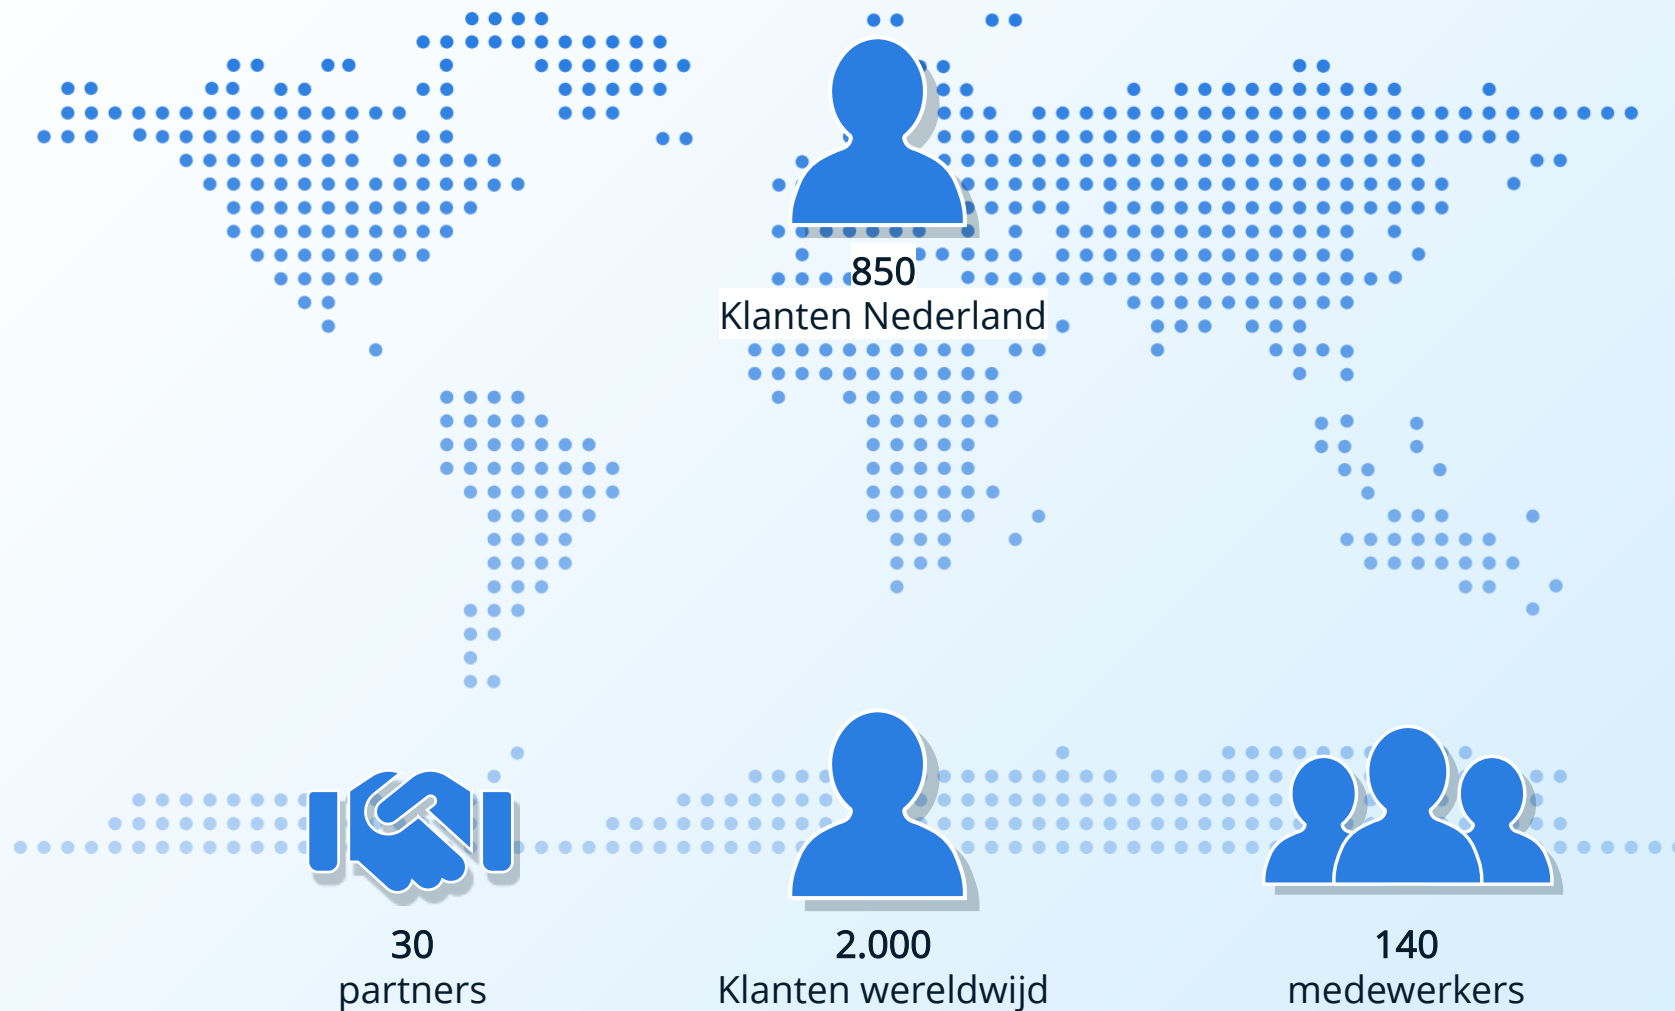 850
Klanten Nederland
30
partners
2.000
Klanten wereldwijd
140
medewerkers